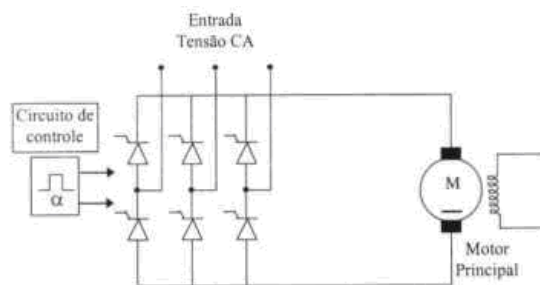 Entrada
Tensão CA
Circuito de
controle
α
M
Motor
Principal